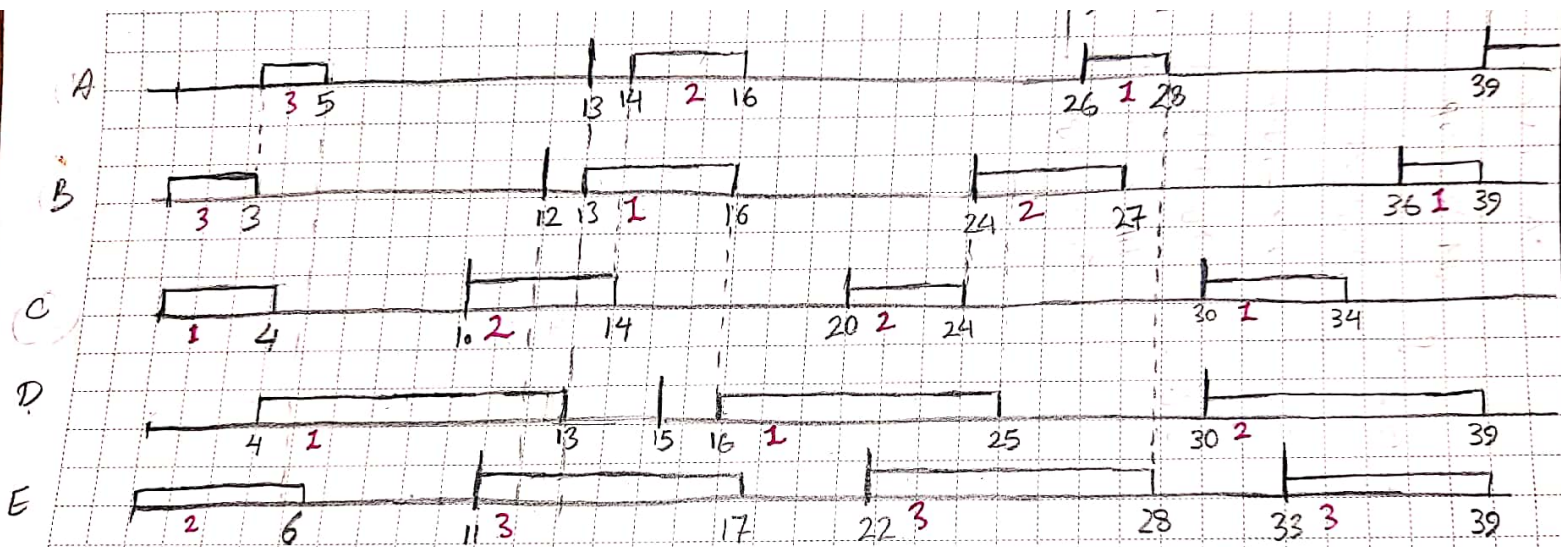 A
3 5 13 14 2 16 26 1 28 39
B
3 3 12 13 1 16 24 2 27 36 1 39
C
1 4 10 2 14 20 2 24 30 1 34
D
4 1 13 15 16 1 25 30 2 39
E
2 6 11 3 17 22 3 28 33 3 39